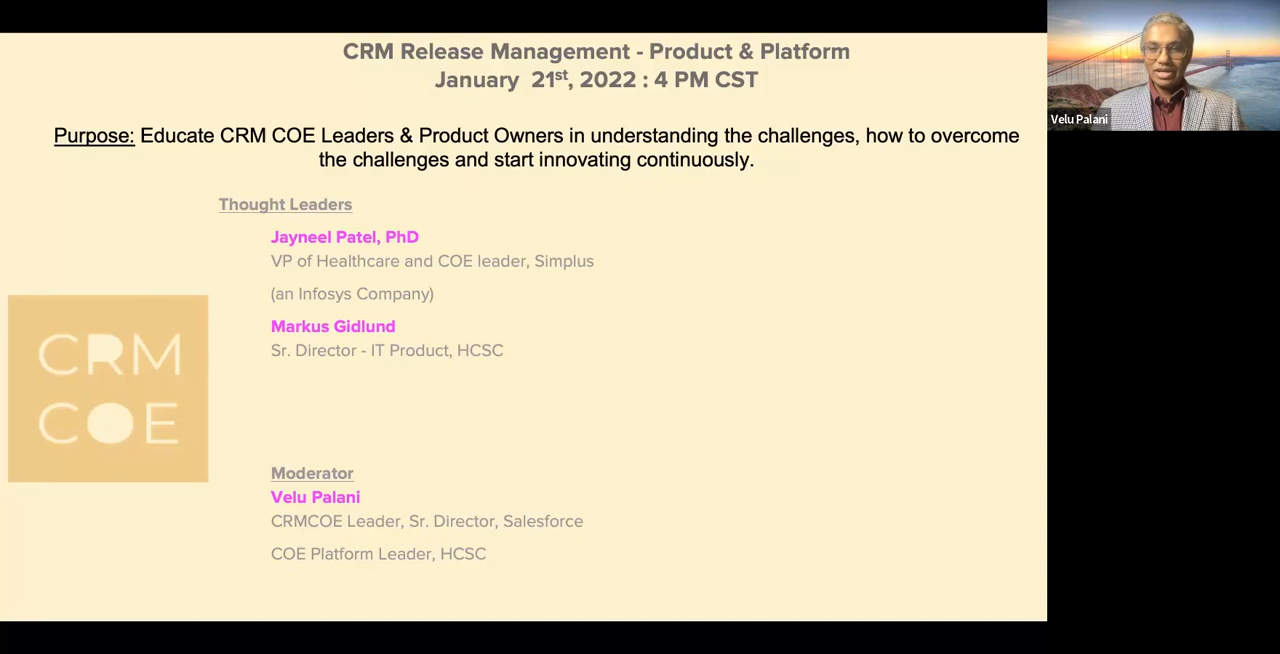 CRM Release Management - Product & Platform
January 21st, 2022 : 4 PM CST
Velu Palani
Purpose: Educate CRM COE Leaders & Product Owners in understanding the challenges, how to overcome
the challenges and start innovating continuously.
Thought Leaders
Jayneel Patel, PhD
VP of Healthcare and COE leader, Simplus
(an Infosys Company)
Markus Gidlund
Sr. Director - IT Product, HCSC
CRM
COE
Moderator
Velu Palani
CRMCOE Leader, Sr. Director, Salesforce
COE Platform Leader, HCSC